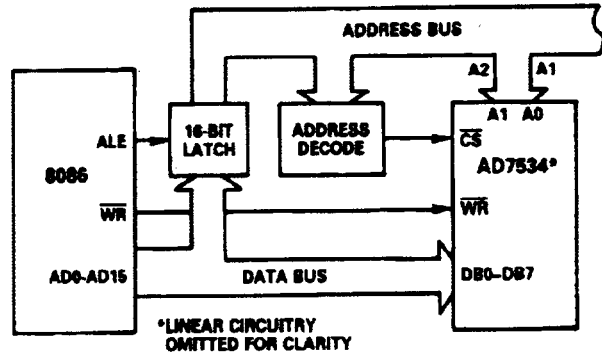 ADDRESS BUS
A2
A1
ALE
16-BIT
LATCH
ADDRESS
DECODE
A1 A0
CS
AD7534*
8086
WR
WR
AD0-AD15
DATA BUS
DB0-DB7
*LINEAR CIRCUITRY
OMITTED FOR CLARITY